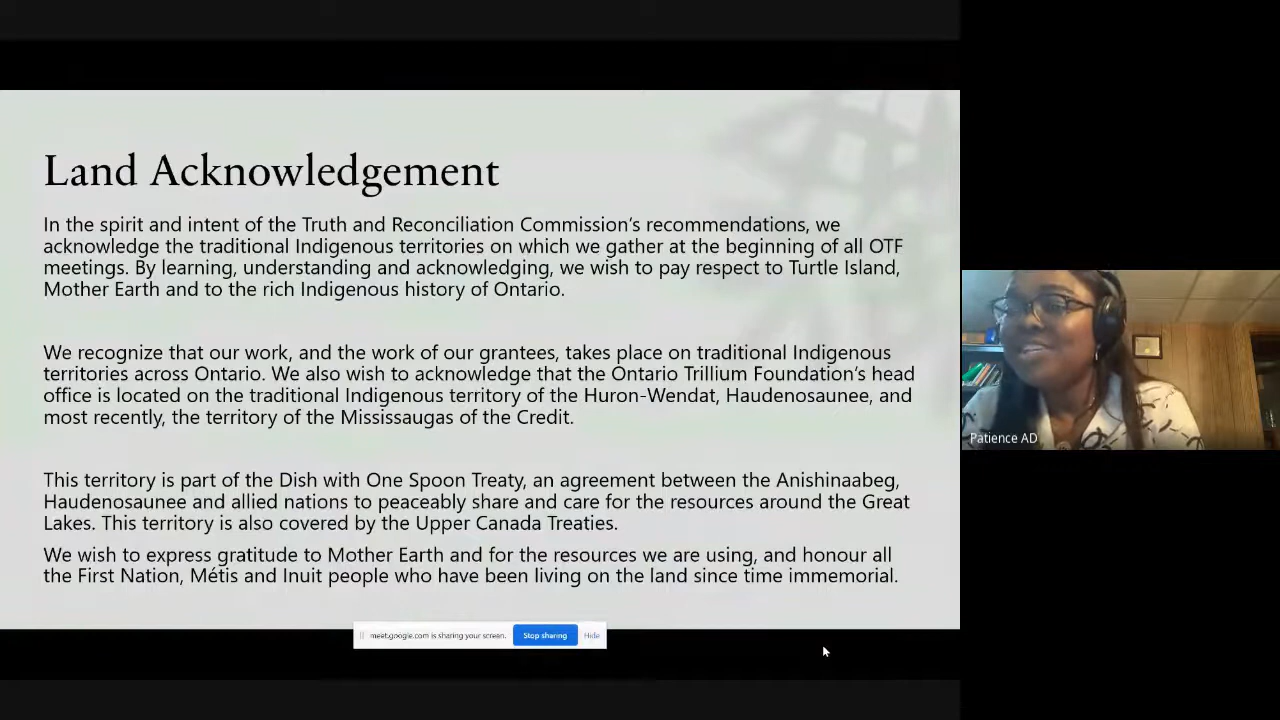 Land Acknowledgement
In the spirit and intent of the Truth and Reconciliation Commission's recommendations, we
acknowledge the traditional Indigenous territories on which we gather at the beginning of all OTF
meetings. By learning, understanding and acknowledging, we wish to pay respect to Turtle Island,
Mother Earth and to the rich Indigenous history of Ontario.
We recognize that our work, and the work of our grantees, takes place on traditional Indigenous
territories across Ontario. We also wish to acknowledge that the Ontario Trillium Foundation's head
office is located on the traditional Indigenous territory of the Huron-Wendat, Haudenosaunee, and
most recently, the territory of the Mississaugas of the Credit.
This territory is part of the Dish with One Spoon Treaty, an agreement between the Anishinaabeg,
Haudenosaunee and allied nations to peaceably share and care for the resources around the Great
Lakes. This territory is also covered by the Upper Canada Treaties.
We wish to express gratitude to Mother Earth and for the resources we are using, and honour all
the First Nation, Métis and Inuit people who have been living on the land since time immemorial.
meet.google.com is sharing your screen. Stop sharing Hide
Patience AD